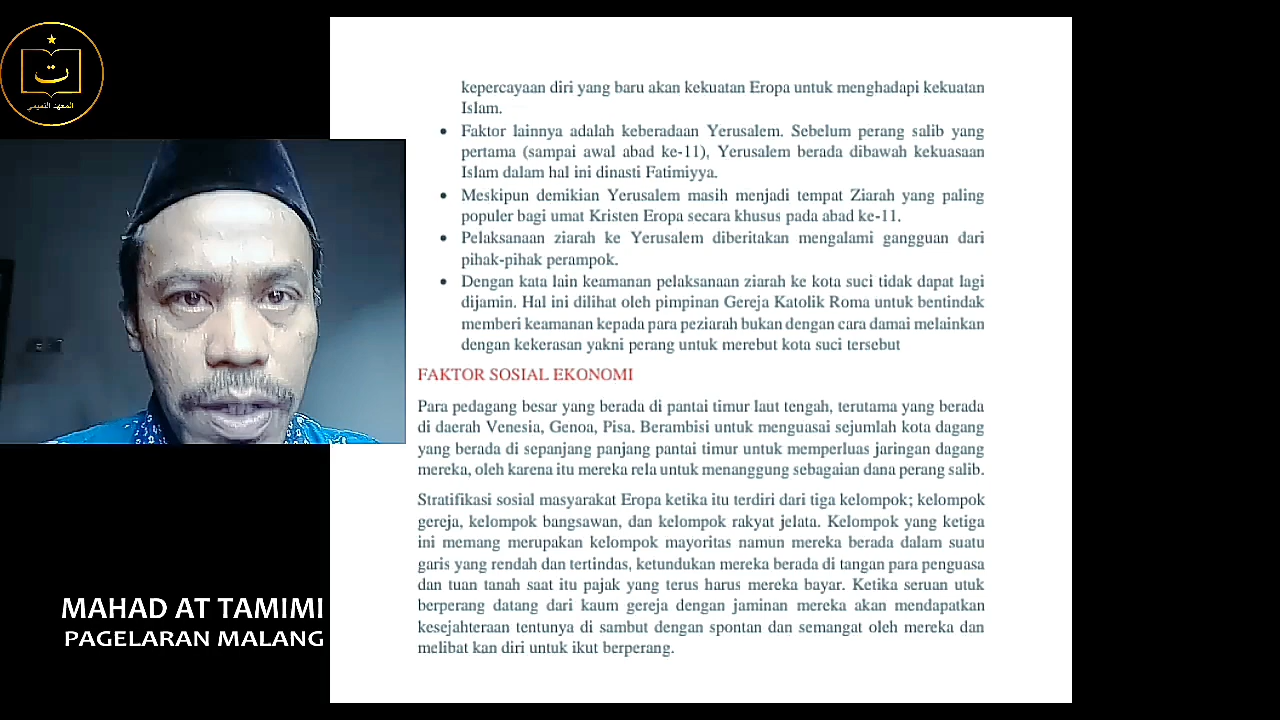 ت
المعهد التميمي
kepercayaan diri yang baru akan kekuatan Eropa untuk menghadapi kekuatan
Islam.
• Faktor lainnya adalah keberadaan Yerusalem. Sebelum perang salib yang
pertama (sampai awal abad ke-11), Yerusalem berada dibawah kekuasaan
Islam dalam hal ini dinasti Fatimiyya.
• Meskipun demikian Yerusalem masih menjadi tempat Ziarah yang paling
populer bagi umat Kristen Eropa secara khusus pada abad ke-11.
• Pelaksanaan ziarah ke Yerusalem diberitakan mengalami gangguan dari
pihak-pihak perampok.
• Dengan kata lain keamanan pelaksanaan ziarah ke kota suci tidak dapat lagi
dijamin. Hal ini dilihat oleh pimpinan Gereja Katolik Roma untuk bentindak
memberi keamanan kepada para peziarah bukan dengan cara damai melainkan
dengan kekerasan yakni perang untuk merebut kota suci tersebut
FAKTOR SOSIAL EKONOMI
Para pedagang besar yang berada di pantai timur laut tengah, terutama yang berada
di daerah Venesia, Genoa, Pisa. Berambisi untuk menguasai sejumlah kota dagang
yang berada di sepanjang panjang pantai timur untuk memperluas jaringan dagang
mereka, oleh karena itu mereka rela untuk menanggung sebagaian dana perang salib.
Stratifikasi sosial masyarakat Eropa ketika itu terdiri dari tiga kelompok; kelompok
gereja, kelompok bangsawan, dan kelompok rakyat jelata. Kelompok yang ketiga
ini memang merupakan kelompok mayoritas namun mereka berada dalam suatu
garis yang rendah dan tertindas, ketundukan mereka berada di tangan para penguasa
dan tuan tanah saat itu pajak yang terus harus mereka bayar. Ketika seruan utuk
berperang datang dari kaum gereja dengan jaminan mereka akan mendapatkan
kesejahteraan tentunya di sambut dengan spontan dan semangat oleh mereka dan
melibat kan diri untuk ikut berperang.
MAHAD AT TAMIMI
PAGELARAN MALANG